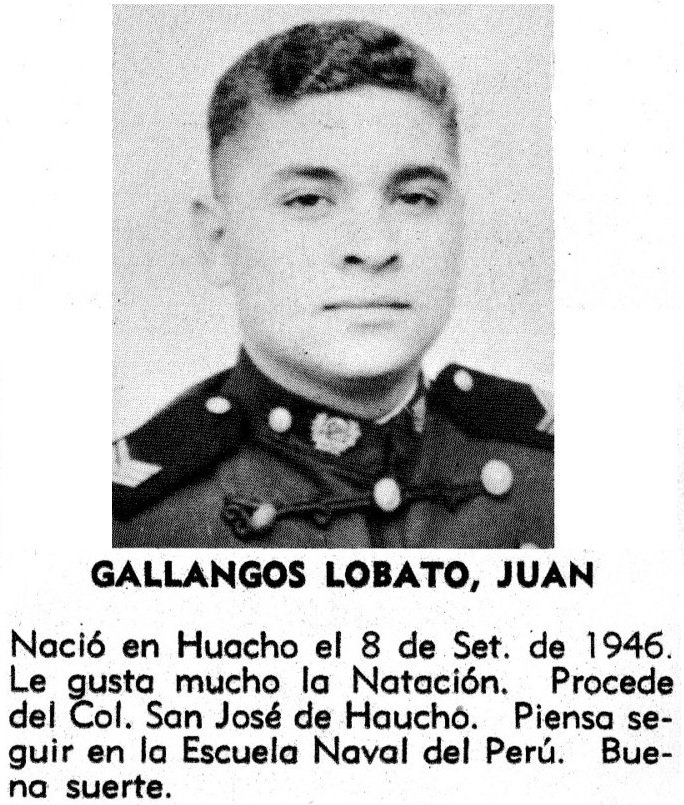 GALLANGOS LOBATO, JUAN
Nació en Huacho el 8 de Set. de 1946.
Le gusta mucho la Natación. Procede
del Col. San José de Haucho. Piensa se-
guir en la Escuela Naval del Perú. Bue-
na suerte.